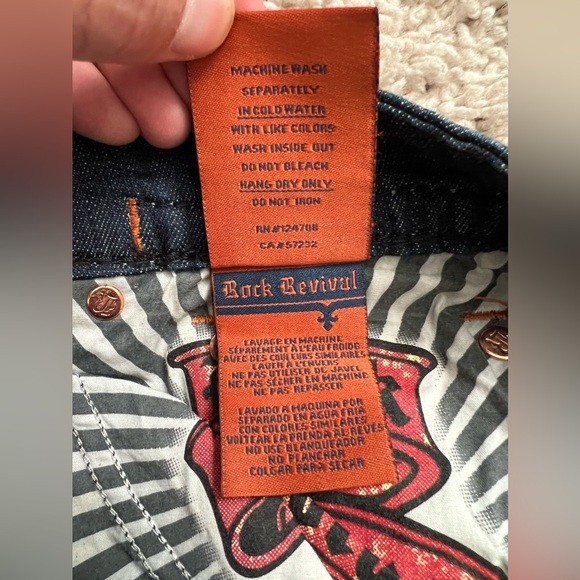 MACHINE WASH
SEPARATELY
IN COLD WATER
WITH LIKE COLORS
WASH INSIDE OUT
DO NOT BLEACH
HANG DRY ONLY
DO NOT IRON
RN#124708
CA#57292
Rock Revival
LAVAGE EN MACHINE
SÉPAREMENT À L'EAU FROIDE
AVEC DES COULEURS SIMILAIRES
LAVER À L'ENVERS
NE PAS UTILISER DE JAVEL
NE PAS SÉCHER EN MACHINE
NE PAS REPASSER
LAVADO A MAQUINA POR
SEPARADO EN AGUA FRIA
CON COLORES SIMILARES
VOLTEAR LA PRENDA AL REVÉS
NO USE BLANQUEADOR
NO PLANCHAR
COLGAR PARA SECAR